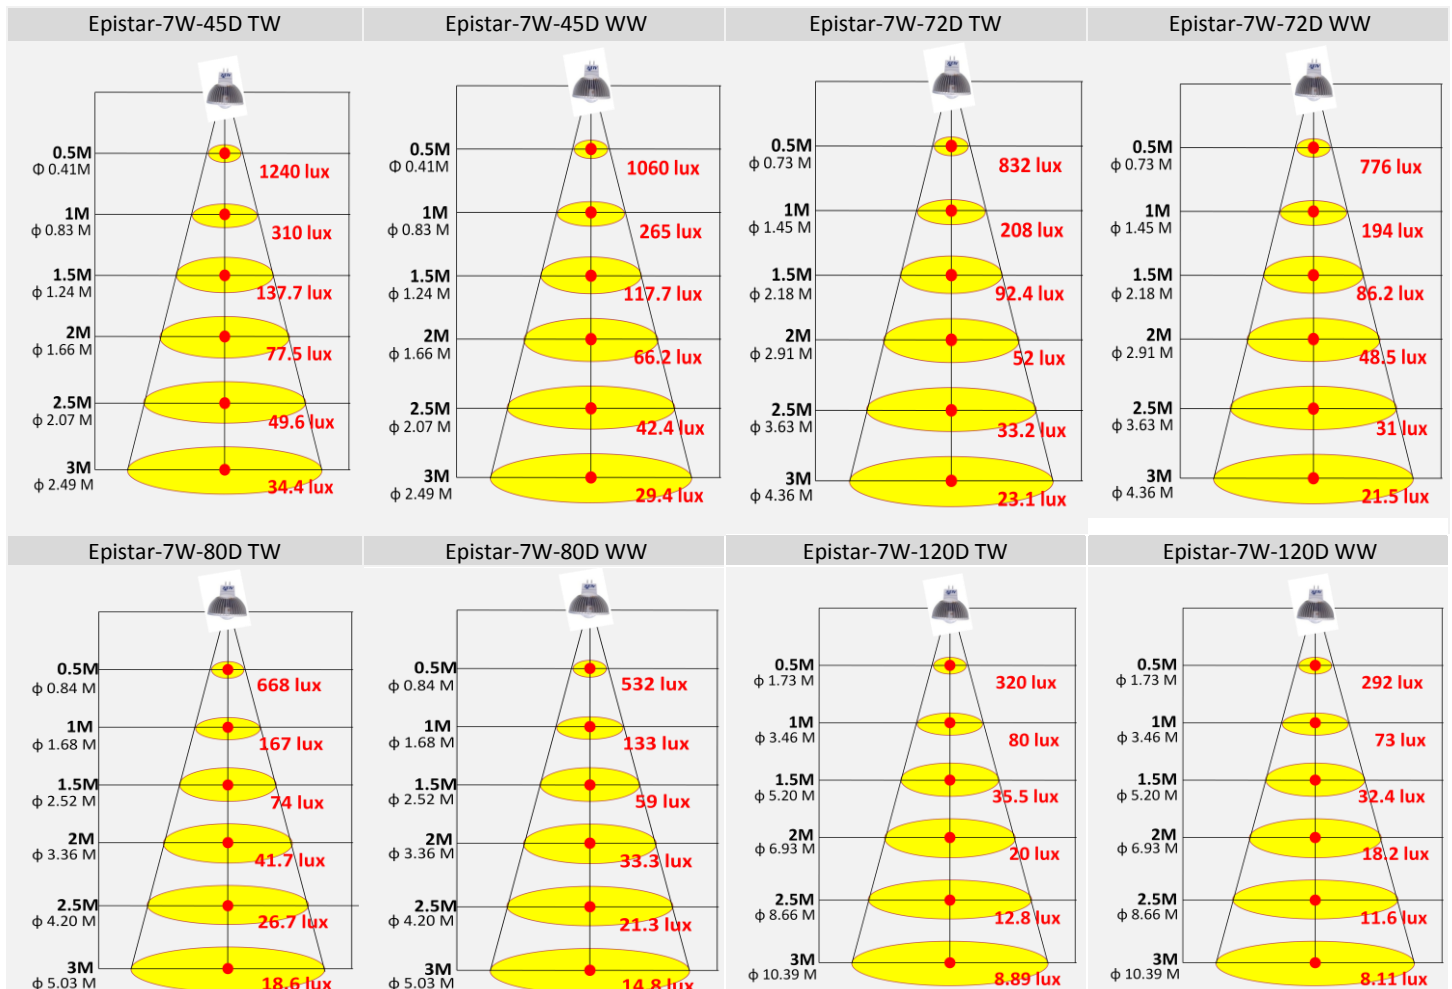 Epistar-7W-45D TW
0.5M
Φ 0.41M
1240 lux
1M
ϕ 0.83 M
310 lux
1.5M
ϕ 1.24 M
137.7 lux
2M
ϕ 1.66 M
77.5 lux
2.5M
ϕ 2.07 M
49.6 lux
3M
ϕ 2.49 M
34.4 lux
Epistar-7W-45D WW
0.5M
Φ 0.41M
1060 lux
1M
ϕ 0.83 M
265 lux
1.5M
ϕ 1.24 M
117.7 lux
2M
ϕ 1.66 M
66.2 lux
2.5M
ϕ 2.07 M
42.4 lux
3M
ϕ 2.49 M
29.4 lux
Epistar-7W-72D TW
0.5M
ϕ 0.73 M
832 lux
1M
ϕ 1.45 M
208 lux
1.5M
ϕ 2.18 M
92.4 lux
2M
ϕ 2.91 M
52 lux
2.5M
ϕ 3.63 M
33.2 lux
3M
ϕ 4.36 M
23.1 lux
Epistar-7W-72D WW
0.5M
ϕ 0.73 M
776 lux
1M
ϕ 1.45 M
194 lux
1.5M
ϕ 2.18 M
86.2 lux
2M
ϕ 2.91 M
48.5 lux
2.5M
ϕ 3.63 M
31 lux
3M
ϕ 4.36 M
21.5 lux
Epistar-7W-80D TW
0.5M
ϕ 0.84 M
668 lux
1M
ϕ 1.68 M
167 lux
1.5M
ϕ 2.52 M
74 lux
2M
ϕ 3.36 M
41.7 lux
2.5M
ϕ 4.20 M
26.7 lux
3M
ϕ 5.03 M
18.6 lux
Epistar-7W-80D WW
0.5M
ϕ 0.84 M
532 lux
1M
ϕ 1.68 M
133 lux
1.5M
ϕ 2.52 M
59 lux
2M
ϕ 3.36 M
33.3 lux
2.5M
ϕ 4.20 M
21.3 lux
3M
ϕ 5.03 M
14.8 lux
Epistar-7W-120D TW
0.5M
ϕ 1.73 M
320 lux
1M
ϕ 3.46 M
80 lux
1.5M
ϕ 5.20 M
35.5 lux
2M
ϕ 6.93 M
20 lux
2.5M
ϕ 8.66 M
12.8 lux
3M
ϕ 10.39 M
8.89 lux
Epistar-7W-120D WW
0.5M
ϕ 1.73 M
292 lux
1M
ϕ 3.46 M
73 lux
1.5M
ϕ 5.20 M
32.4 lux
2M
ϕ 6.93 M
18.2 lux
2.5M
ϕ 8.66 M
11.6 lux
3M
ϕ 10.39 M
8.11 lux